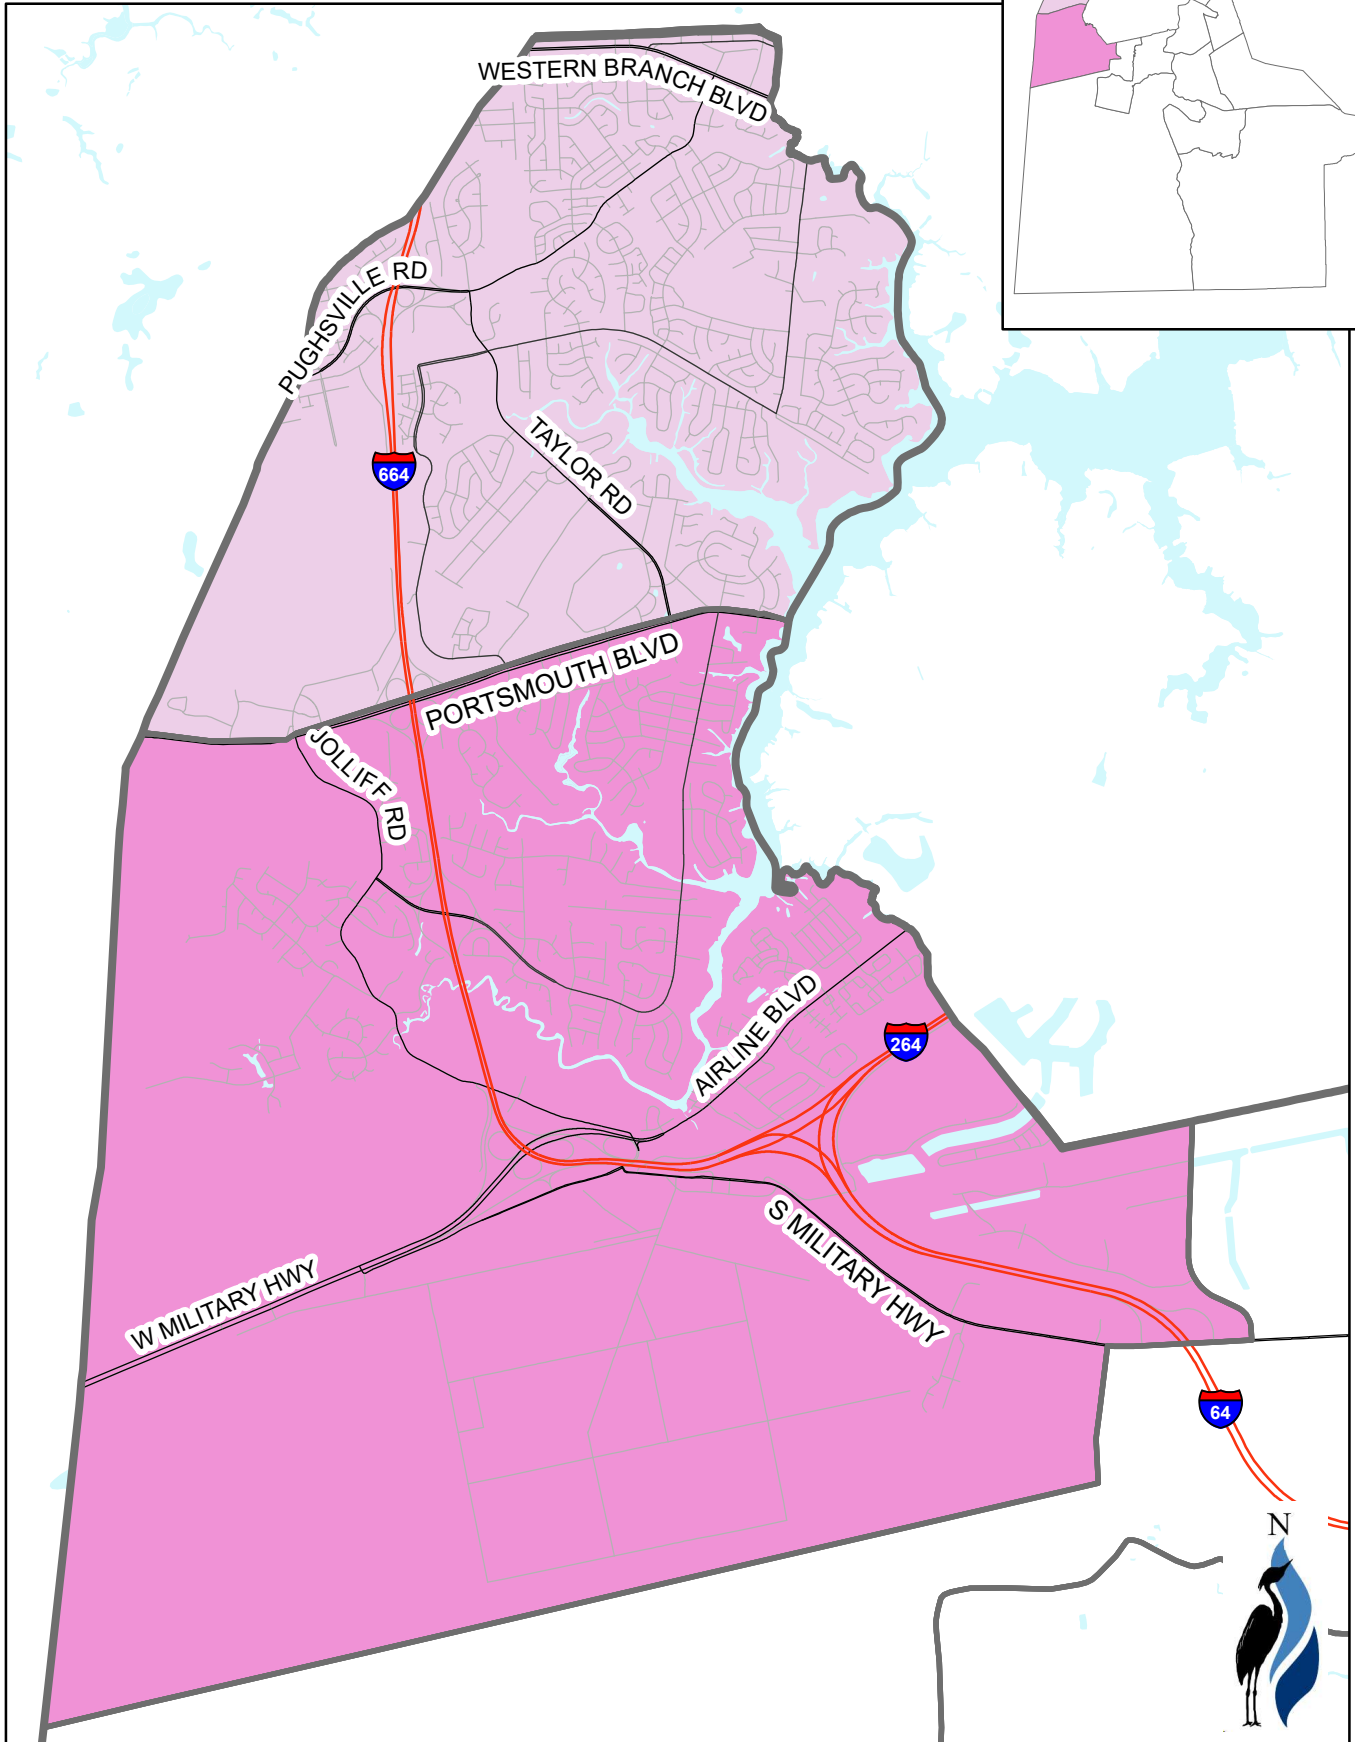 WESTERN BRANCH BLVD
PUGHSVILLE RD
664
TAYLOR RD
PORTSMOUTH BLVD
JOLLIFF RD
AIRLINE BLVD
264
S MILITARY HWY
W MILITARY HWY
64
N